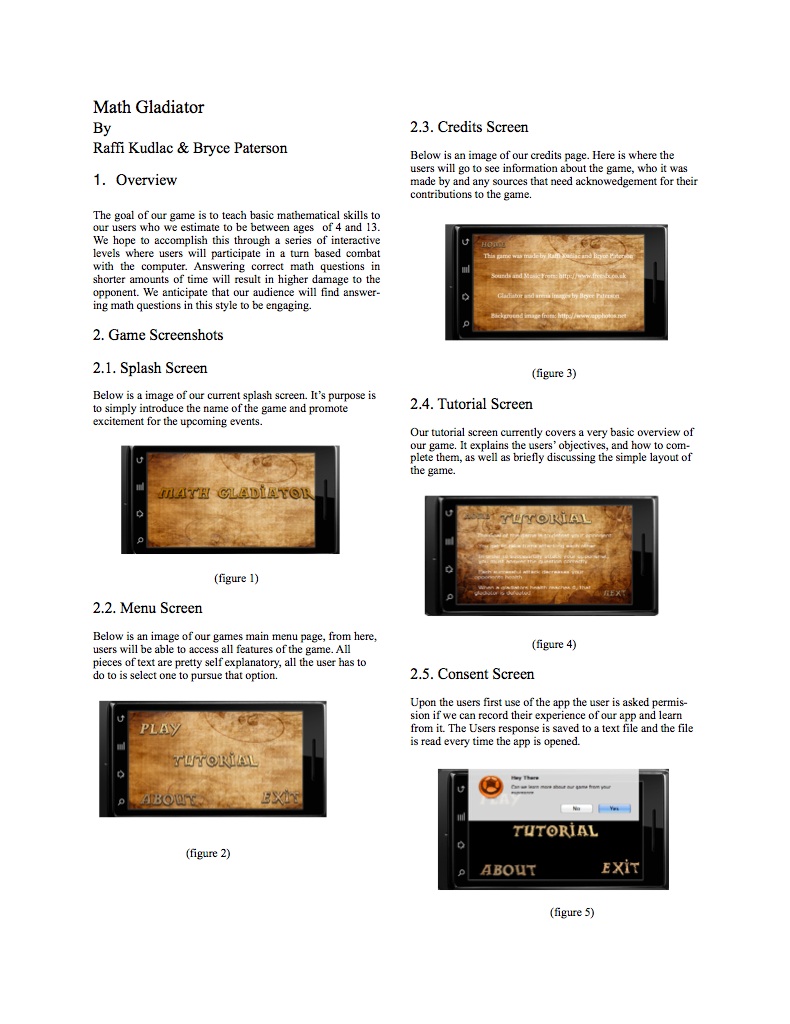 Math Gladiator
By
Raffi Kudlac & Bryce Paterson
1. Overview
The goal of our game is to teach basic mathematical skills to
our users who we estimate to be between ages of 4 and 13.
We hope to accomplish this through a series of interactive
levels where users will participate in a turn based combat
with the computer. Answering correct math questions in
shorter amounts of time will result in higher damage to the
opponent. We anticipate that our audience will find answer-
ing math questions in this style to be engaging.
2. Game Screenshots
2.1. Splash Screen
Below is a image of our current splash screen. It's purpose is
to simply introduce the name of the game and promote
excitement for the upcoming events.
MATH GLADIATOR
(figure 1)
2.2. Menu Screen
Below is an image of our games main menu page, from here,
users will be able to access all features of the game. All
pieces of text are pretty self explanatory, all the user has to
do to is select one to pursue that option.
PLAY
TUTORIAL
ABOUT EXIT
(figure 2)
2.3. Credits Screen
Below is an image of our credits page. Here is where the
users will go to see information about the game, who it was
made by and any sources that need acknowedgement for their
contributions to the game.
This game was made by Raffi Kudlac and Bryce Paterson
Sounds and Music From:
Gladiator and arena images by Bryce Paterson
Background image from:
(figure 3)
2.4. Tutorial Screen
Our tutorial screen currently covers a very basic overview of
our game. It explains the users' objectives, and how to com-
plete them, as well as briefly discussing the simple layout of
the game.
TUTORIAL
NEXT
(figure 4)
2.5. Consent Screen
Upon the users first use of the app the user is asked permis-
sion if we can record their experience of our app and learn
from it. The Users response is saved to a text file and the file
is read every time the app is opened.
Hey There
Can we learn more about our game from your
experience
No Yes
PLAY
TUTORIAL
ABOUT EXIT
(figure 5)